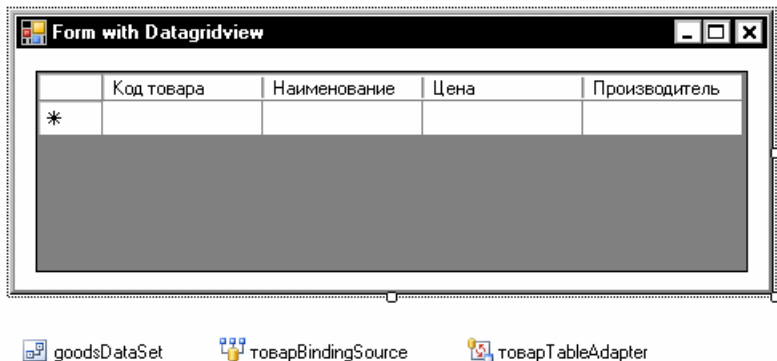 Form with Datagridview
Код товара Наименование Цена Производитель
goodsDataSet товарBindingSource товарTableAdapter